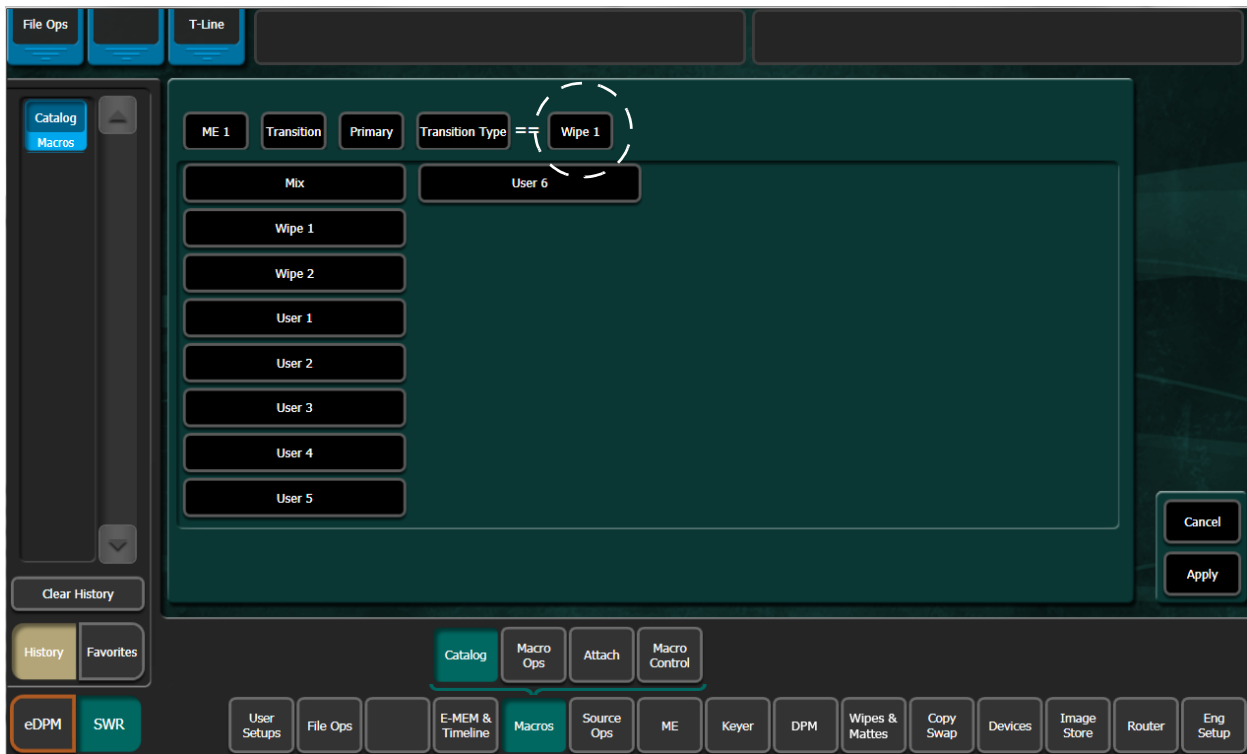 File Ops
T-Line
Catalog
Macros
ME 1 Transition Primary Transition Type == Wipe 1
Mix User 6
Wipe 1
Wipe 2
User 1
User 2
User 3
User 4
User 5
Cancel
Apply
Clear History
History Favorites
Catalog Macro Ops Attach Macro Control
eDPM SWR User Setups File Ops E-MEM & Timeline Macros Source Ops ME Keyer DPM Wipes & Mattes Copy Swap Devices Image Store Router Eng Setup